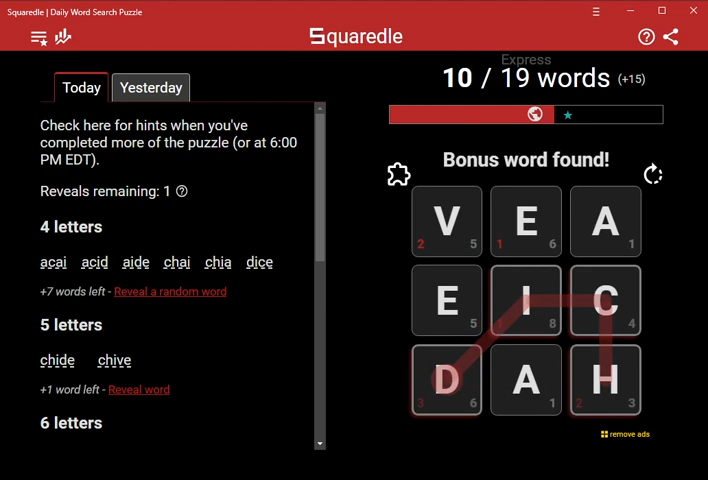 Squaredle | Daily Word Search Puzzle
Squaredle
Express
10 / 19 words (+15)
Today
Yesterday
Check here for hints when you've
completed more of the puzzle (or at 6:00
PM EDT).
Reveals remaining: 1
4 letters
acai acid aide chai chia dice
+7 words left - Reveal a random word
5 letters
chide chive
+1 word left - Reveal word
6 letters
Bonus word found!
V 2 5
E 1 6
A 1
E 5
I 8
C 4
D 3 6
A 1
H 2 3
remove ads